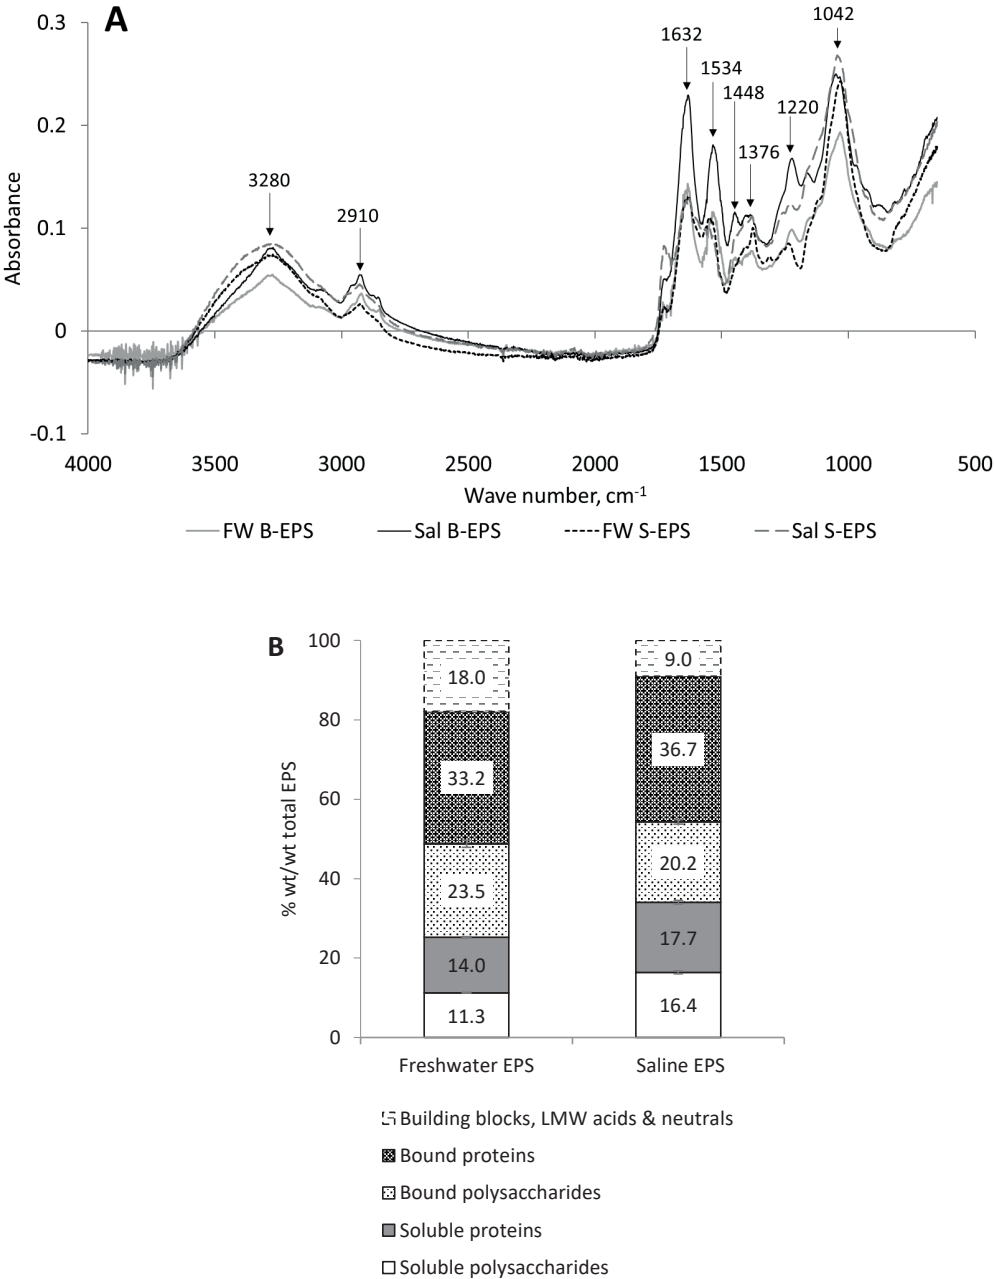 A
0.3
0.2
0.1
0
-0.1
Absorbance
3280
2910
1632
1534
1448
1376
1220
1042
4000 3500 3000 2500 2000 1500 1000 500
Wave number, cm-1
FW B-EPS Sal B-EPS FW S-EPS Sal S-EPS
B
100
80
60
40
20
0
% wt/wt total EPS
18.0
33.2
23.5
14.0
11.3
9.0
36.7
20.2
17.7
16.4
Freshwater EPS Saline EPS
Building blocks, LMW acids & neutrals
Bound proteins
Bound polysaccharides
Soluble proteins
Soluble polysaccharides